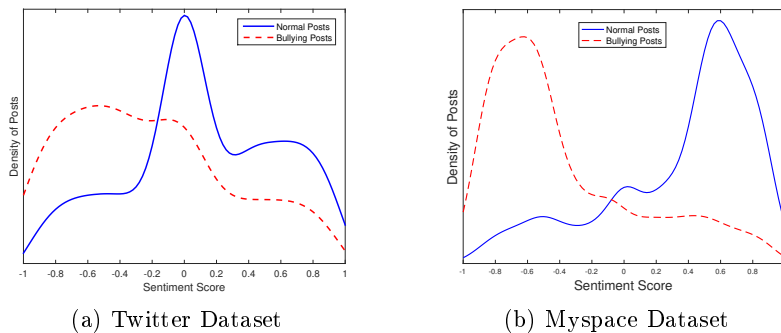 Normal Posts
Bullying Posts
Density of Posts
-1 -0.8 -0.6 -0.4 -0.2 0 0.2 0.4 0.6 0.8 1
Sentiment Score
(a) Twitter Dataset
Normal Posts
Bullying Posts
Density of Posts
-1 -0.8 -0.6 -0.4 -0.2 0 0.2 0.4 0.6 0.8
Sentiment Score
(b) Myspace Dataset